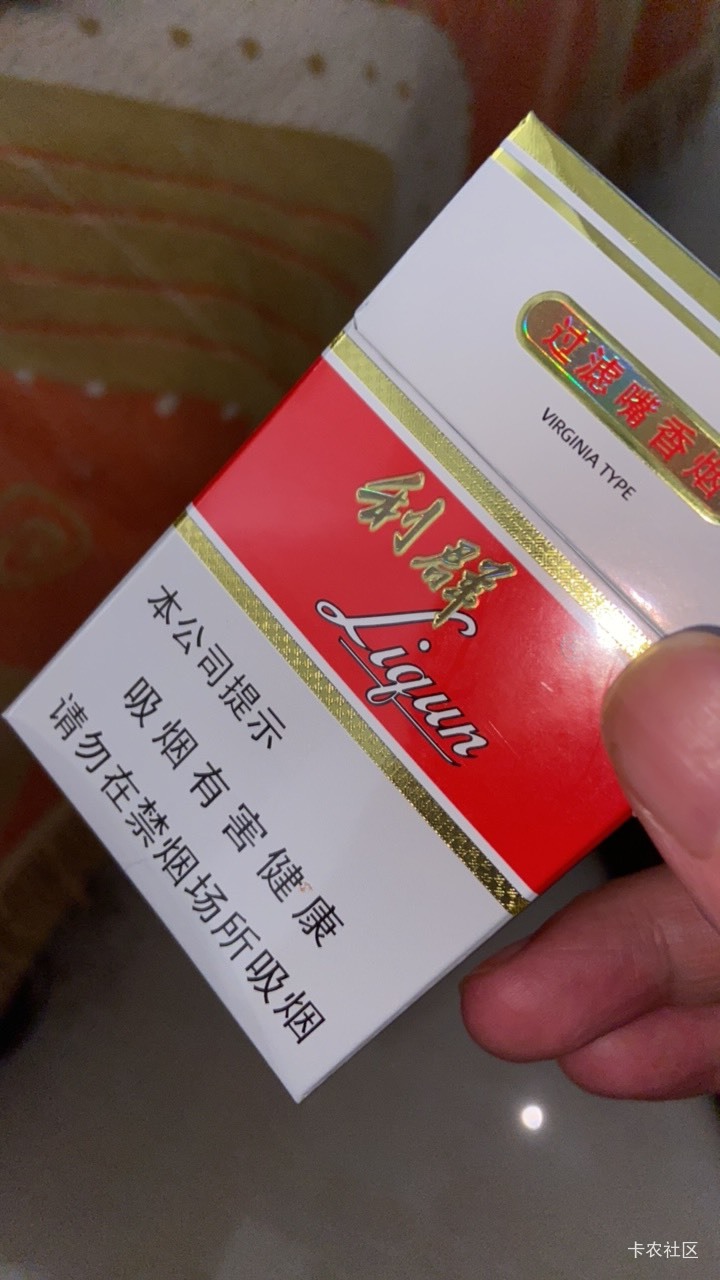 过滤嘴香烟
VIRGINIA TYPE
利群
Liqun
本公司提示
吸烟有害健康
请勿在禁烟场所吸烟
卡农社区